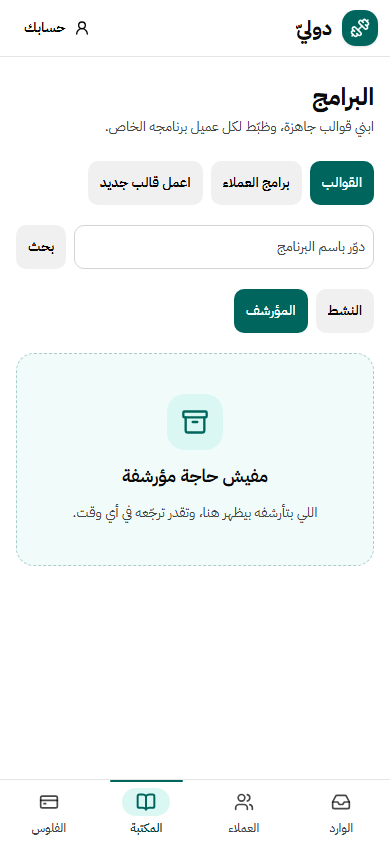 دوليّ
حسابك
البرامج
ابني قوالب جاهزة، وظبّط لكل عميل برنامجه الخاص.
القوالب
برامج العملاء
اعمل قالب جديد
دوّر باسم البرنامج
بحث
النشط
المؤرشف
مفيش حاجة مؤرشفة
اللي بتأرشفه بيظهر هنا، وتقدر ترجّعه في أي وقت.
الوارد
العملاء
المكتبة
الفلوس